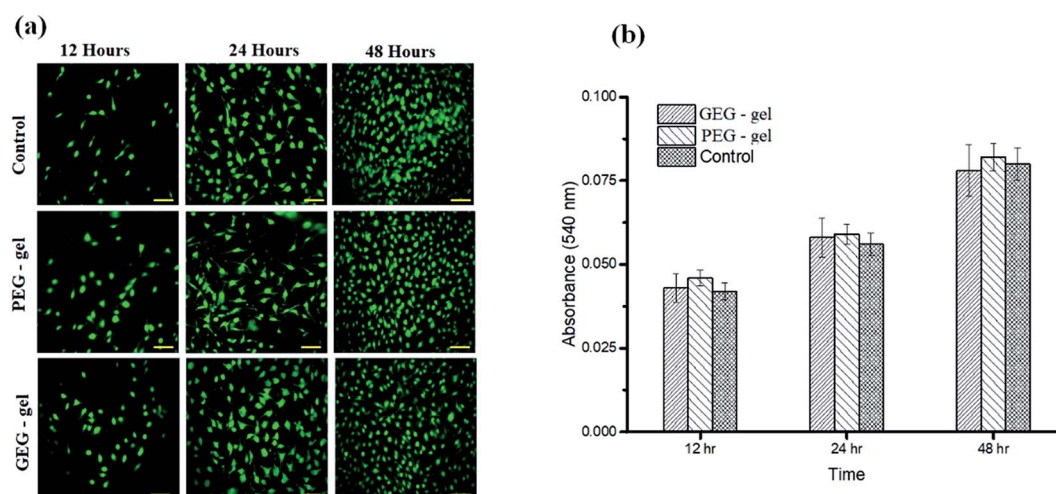 (a)
12 Hours 24 Hours 48 Hours
Control
PEG - gel
GEG - gel
(b)
Absorbance (540 nm)
0.100
0.075
0.050
0.025
0.000
GEG - gel
PEG - gel
Control
12 hr 24 hr 48 hr
Time